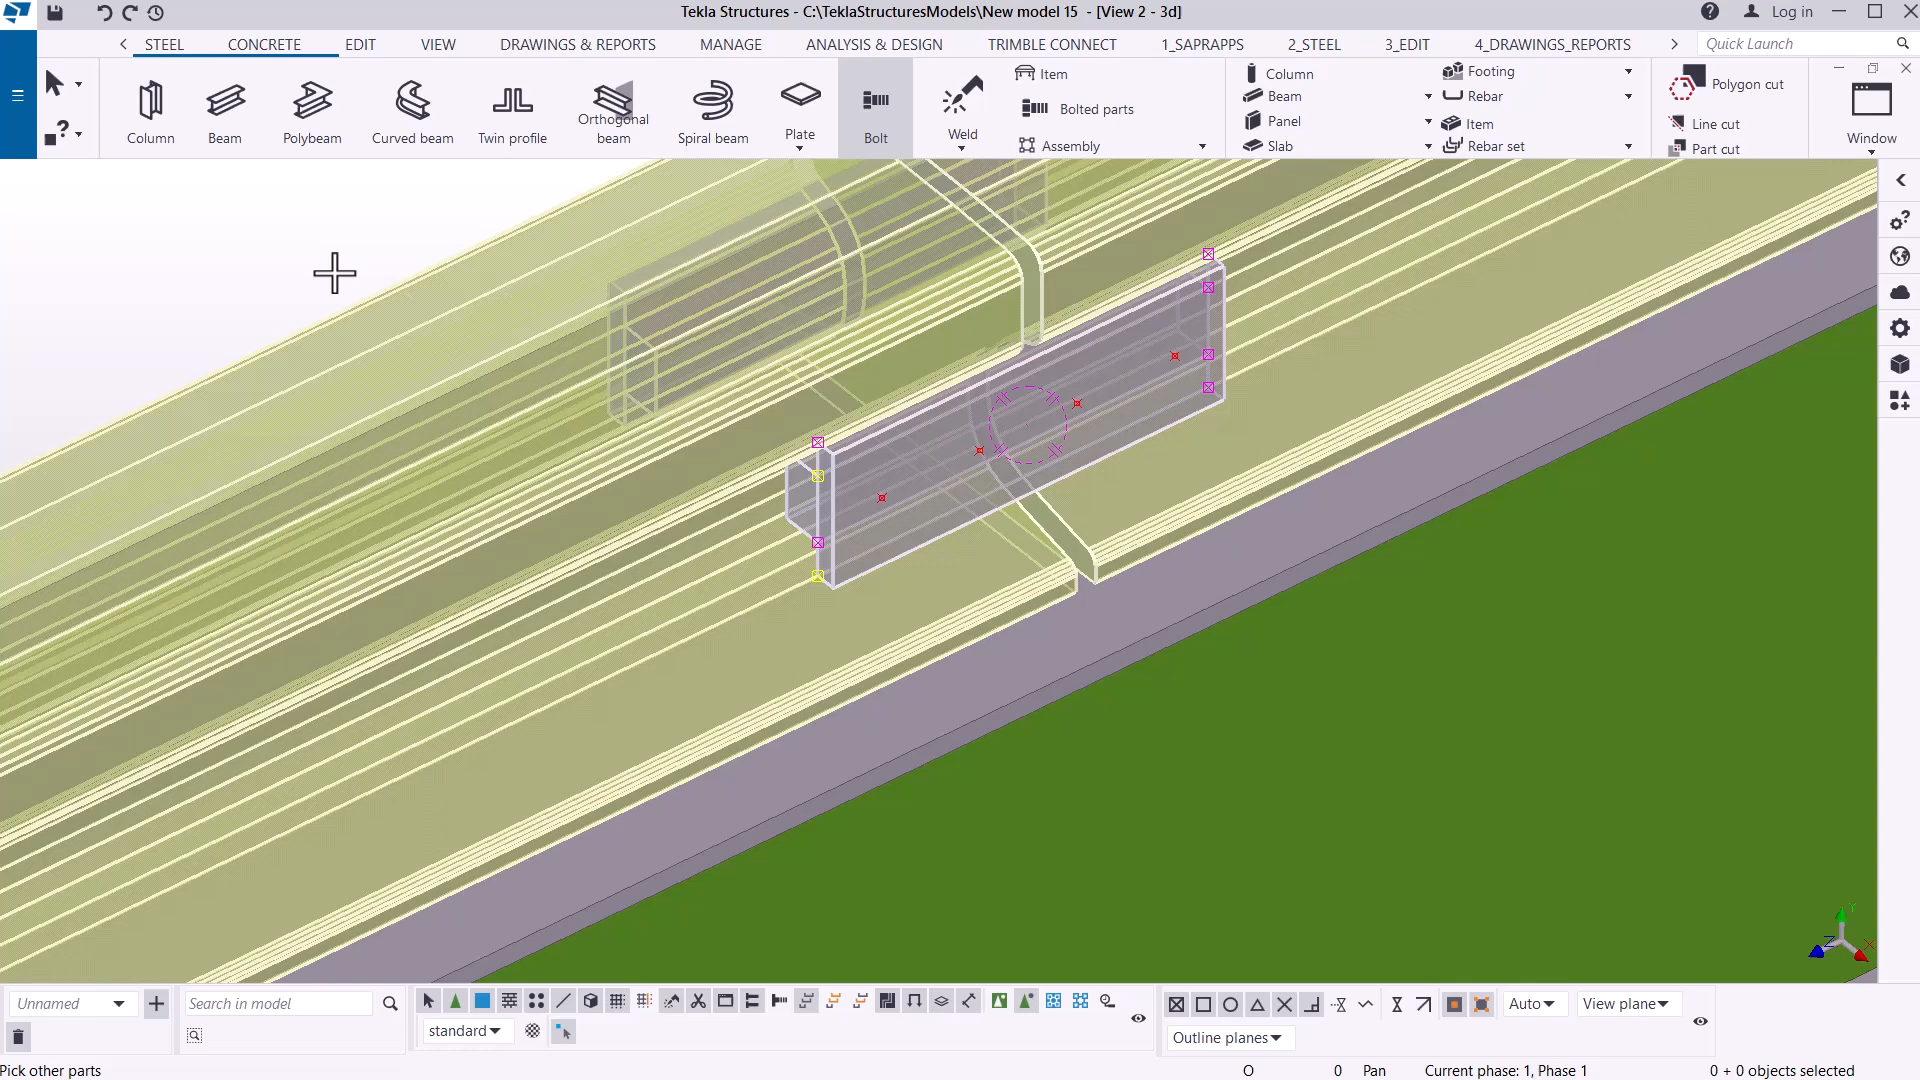 Tekla Structures - C:\TeklaStructuresModels\New model 15 - [View 2 - 3d]
Log in
STEEL CONCRETE EDIT VIEW DRAWINGS & REPORTS MANAGE ANALYSIS & DESIGN TRIMBLE CONNECT 1_SAPRAPPS 2_STEEL 3_EDIT 4_DRAWINGS_REPORTS Quick Launch
Column
Beam
Polybeam
Curved beam
Twin profile
Orthogonal
beam
Spiral beam
Plate
Bolt
Weld
Item
Bolted parts
Assembly
Column
Beam
Panel
Slab
Footing
Rebar
Item
Rebar set
Polygon cut
Line cut
Part cut
Window
Y
Z
X
Unnamed
Search in model
standard
Auto
View plane
Outline planes
Pick other parts
O 0 Pan Current phase: 1, Phase 1 0 + 0 objects selected